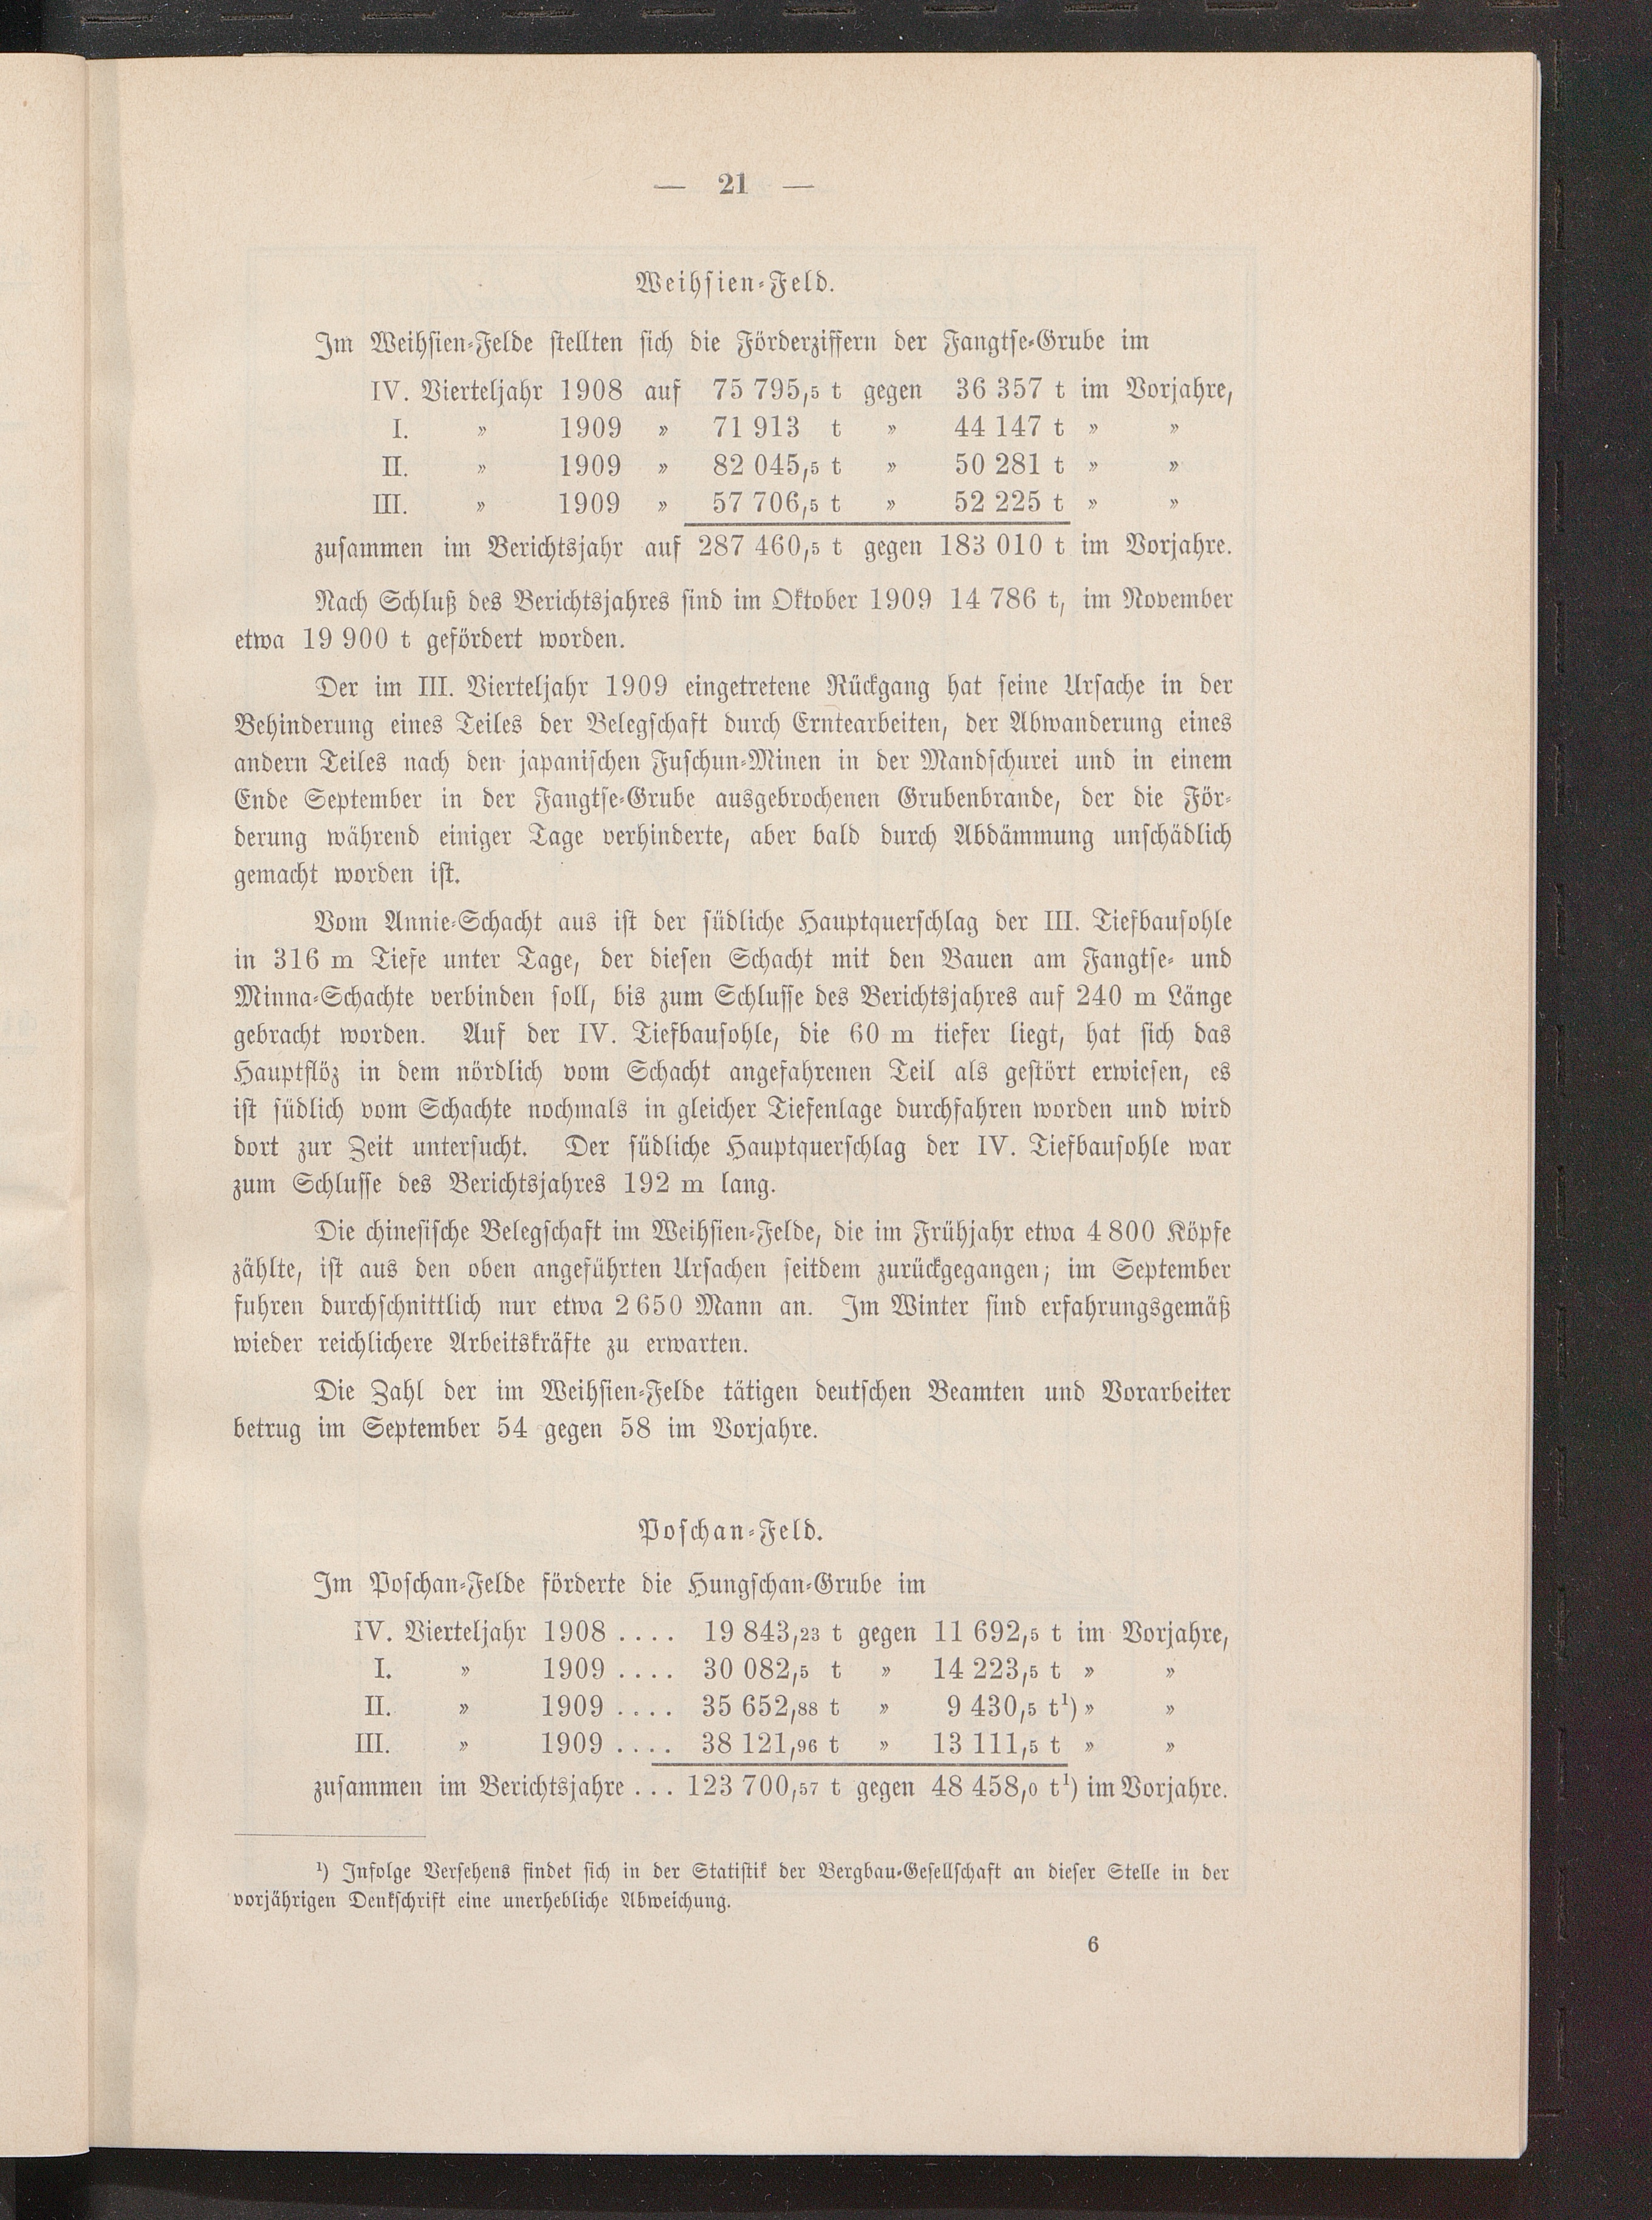 — 21 —
Weihsien-Feld.
Im Weihsien-Felde stellten sich die Förderziffern der Fangtse-Grube im
IV. Vierteljahr 1908 auf 75 795,5 t gegen 36 357 t im Vorjahre,
I. » 1909 » 71 913 t » 44 147 t » »
II. » 1909 » 82 045,5 t » 50 281 t » »
III. » 1909 » 57 706,5 t » 52 225 t » »
zusammen im Berichtsjahr auf 287 460,5 t gegen 183 010 t im Vorjahre.
Nach Schluß des Berichtsjahres sind im Oktober 1909 14 786 t, im November
etwa 19 900 t gefördert worden.
Der im III. Vierteljahr 1909 eingetretene Rückgang hat seine Ursache in der
Behinderung eines Teiles der Belegschaft durch Erntearbeiten, der Abwanderung eines
andern Teiles nach den japanischen Fuschun-Minen in der Mandschurei und in einem
Ende September in der Fangtse-Grube ausgebrochenen Grubenbrande, der die För-
derung während einiger Tage verhinderte, aber bald durch Abdämmung unschädlich
gemacht worden ist.
Vom Annie-Schacht aus ist der südliche Hauptquerschlag der III. Tiefbausohle
in 316 m Tiefe unter Tage, der diesen Schacht mit den Bauen am Fangtse- und
Minna-Schachte verbinden soll, bis zum Schlusse des Berichtsjahres auf 240 m Länge
gebracht worden. Auf der IV. Tiefbausohle, die 60 m tiefer liegt, hat sich das
Hauptflöz in dem nördlich vom Schacht angefahrenen Teil als gestört erwiesen, es
ist südlich vom Schachte nochmals in gleicher Tiefenlage durchfahren worden und wird
dort zur Zeit untersucht. Der südliche Hauptquerschlag der IV. Tiefbausohle war
zum Schlusse des Berichtsjahres 192 m lang.
Die chinesische Belegschaft im Weihsien-Felde, die im Frühjahr etwa 4 800 Köpfe
zählte, ist aus den oben angeführten Ursachen seitdem zurückgegangen; im September
fuhren durchschnittlich nur etwa 2 650 Mann an. Im Winter sind erfahrungsgemäß
wieder reichlichere Arbeitskräfte zu erwarten.
Die Zahl der im Weihsien-Felde tätigen deutschen Beamten und Vorarbeiter
betrug im September 54 gegen 58 im Vorjahre.
Poschan-Feld.
Im Poschan-Felde förderte die Hungschan-Grube im
IV. Vierteljahr 1908 .... 19 843,23 t gegen 11 692,5 t im Vorjahre,
I. » 1909 .... 30 082,5 t » 14 223,5 t » »
II. » 1909 .... 35 652,88 t » 9 430,5 t¹) » »
III. » 1909 .... 38 121,96 t » 13 111,5 t » »
zusammen im Berichtsjahre ... 123 700,57 t gegen 48 458,0 t¹) im Vorjahre.
¹) Infolge Versehens findet sich in der Statistik der Bergbau-Gesellschaft an dieser Stelle in der
vorjährigen Denkschrift eine unerhebliche Abweichung.
6